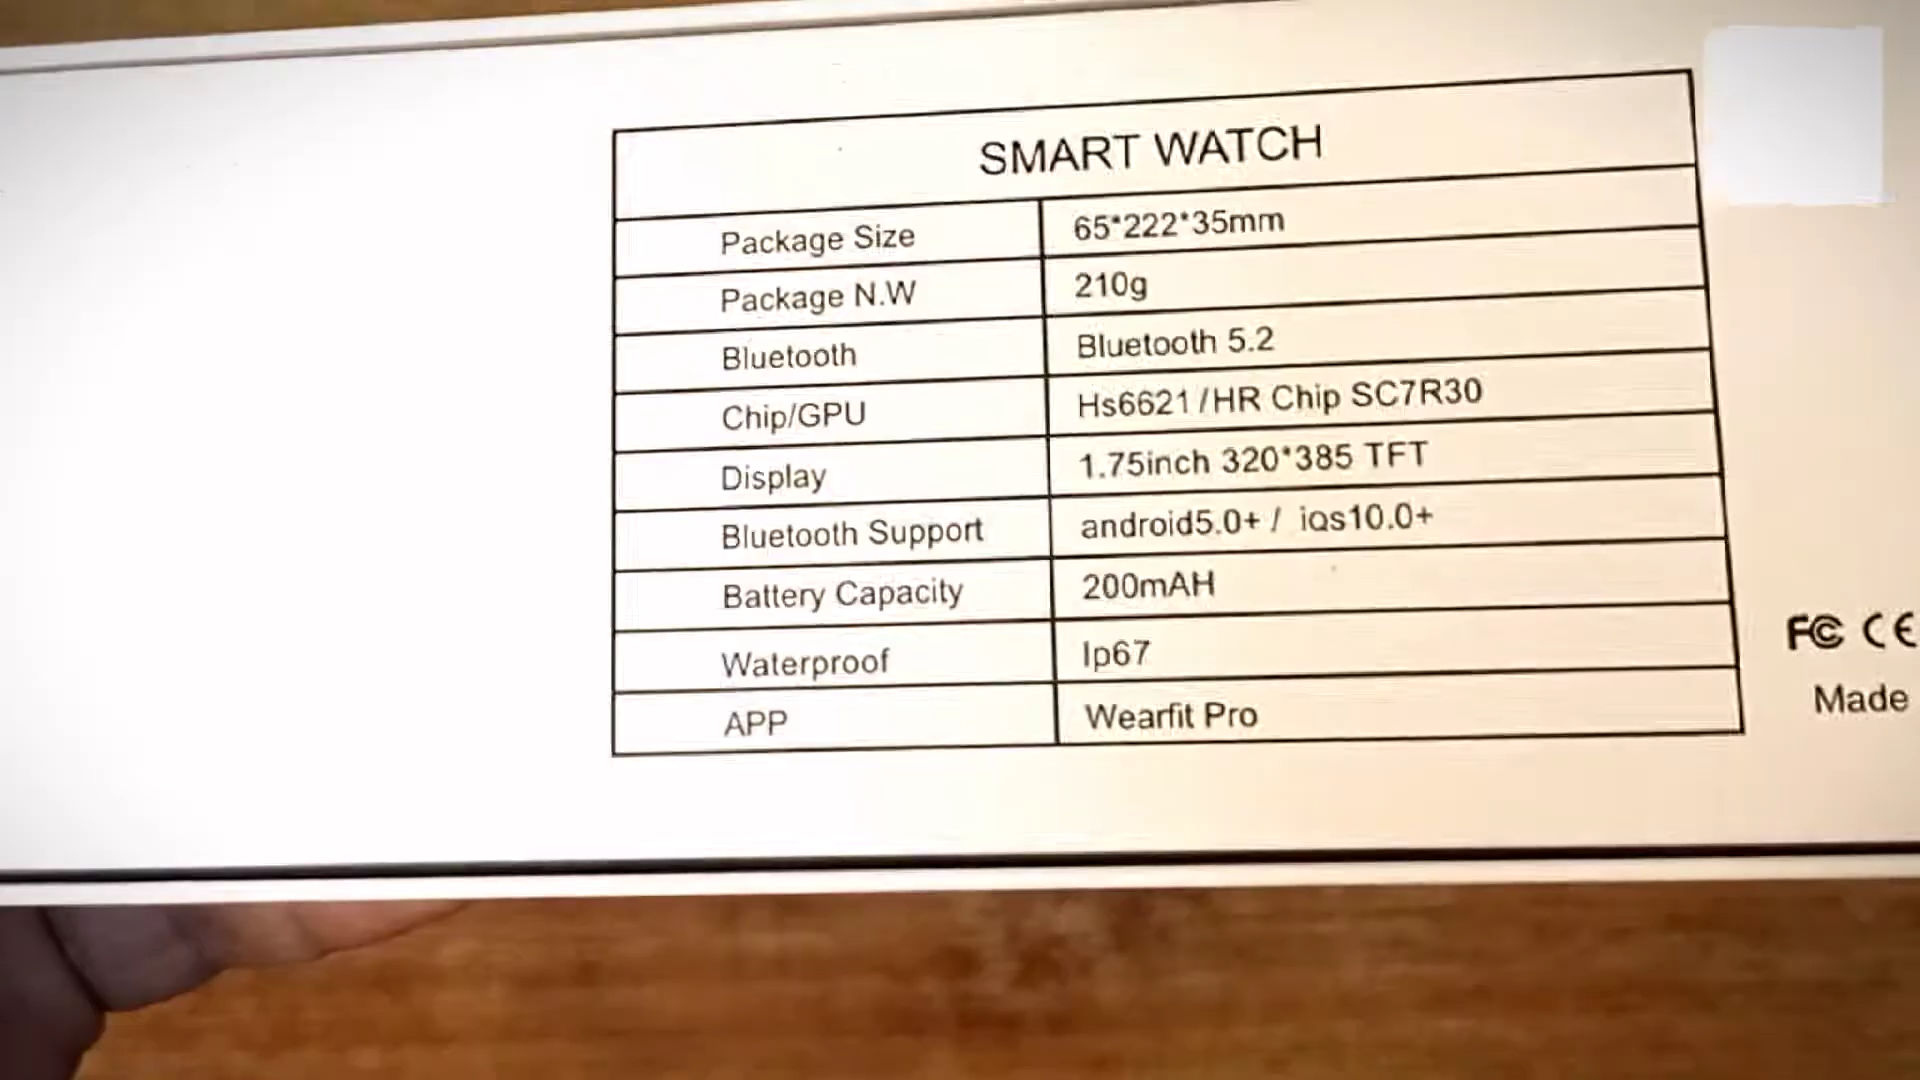 SMART WATCH
Package Size 65*222*35mm
Package N.W 210g
Bluetooth Bluetooth 5.2
Chip/GPU Hs6621/HR Chip SC7R30
Display 1.75inch 320*385 TFT
Bluetooth Support android5.0+ / ios10.0+
Battery Capacity 200mAH
Waterproof Ip67
APP Wearfit Pro
FC CE
Made